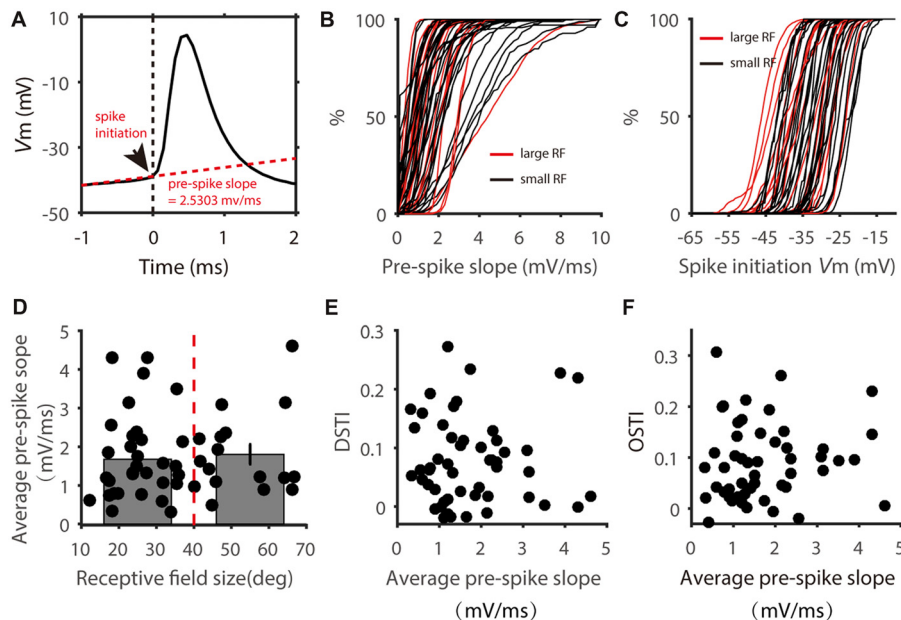 A
Vm (mV)
30
-10
-30
-50
spike
initiation
pre-spike slope
= 2.5303 mv/ms
-1
0
1
2
Time (ms)
B
%
100
50
0
large RF
small RF
0
2
4
6
8
10
Pre-spike slope (mV/ms)
C
%
100
50
0
large RF
small RF
-65
-55
-45
-35
-25
-15
Spike initiation Vm (mV)
D
Average pre-spike sope
(mV/ms)
5
4
3
2
1
0
10
20
30
40
50
60
70
Receptive field size(deg)
E
DSTI
0.3
0.2
0.1
0
0
1
2
3
4
5
Average pre-spike slope
(mV/ms)
F
OSTI
0.3
0.2
0.1
0
0
1
2
3
4
5
Average pre-spike slope
(mV/ms)